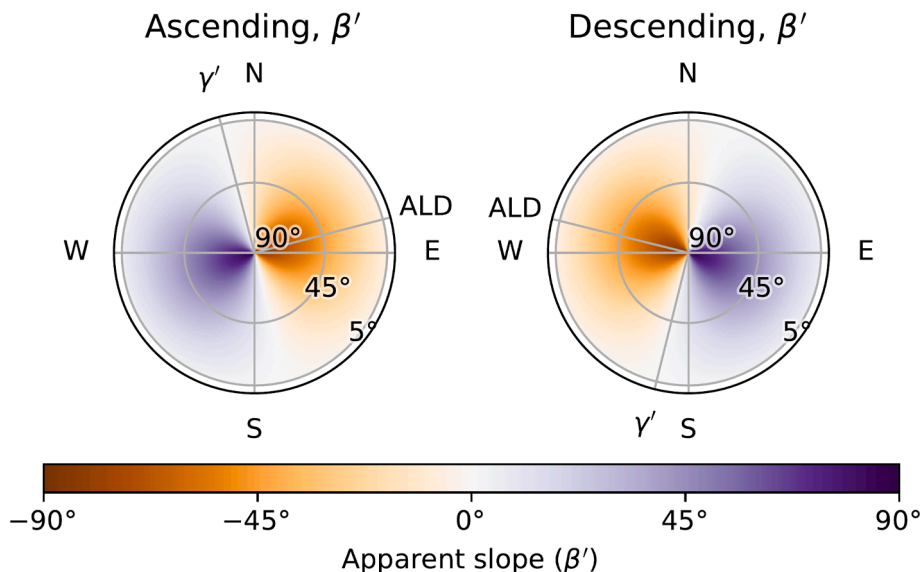 Ascending, β′
Descending, β′
γ′ N
N
ALD
ALD
W
90°
E
W
90°
E
45°
45°
5°
5°
S
γ′ S
−90°
−45°
0°
45°
90°
Apparent slope (β′)